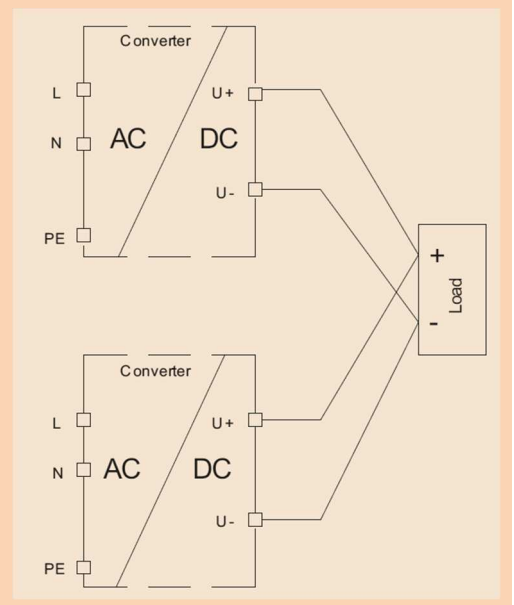 Converter
L
U+
N
AC
DC
U-
PE
+
Load
-
Converter
L
U+
N
AC
DC
U-
PE